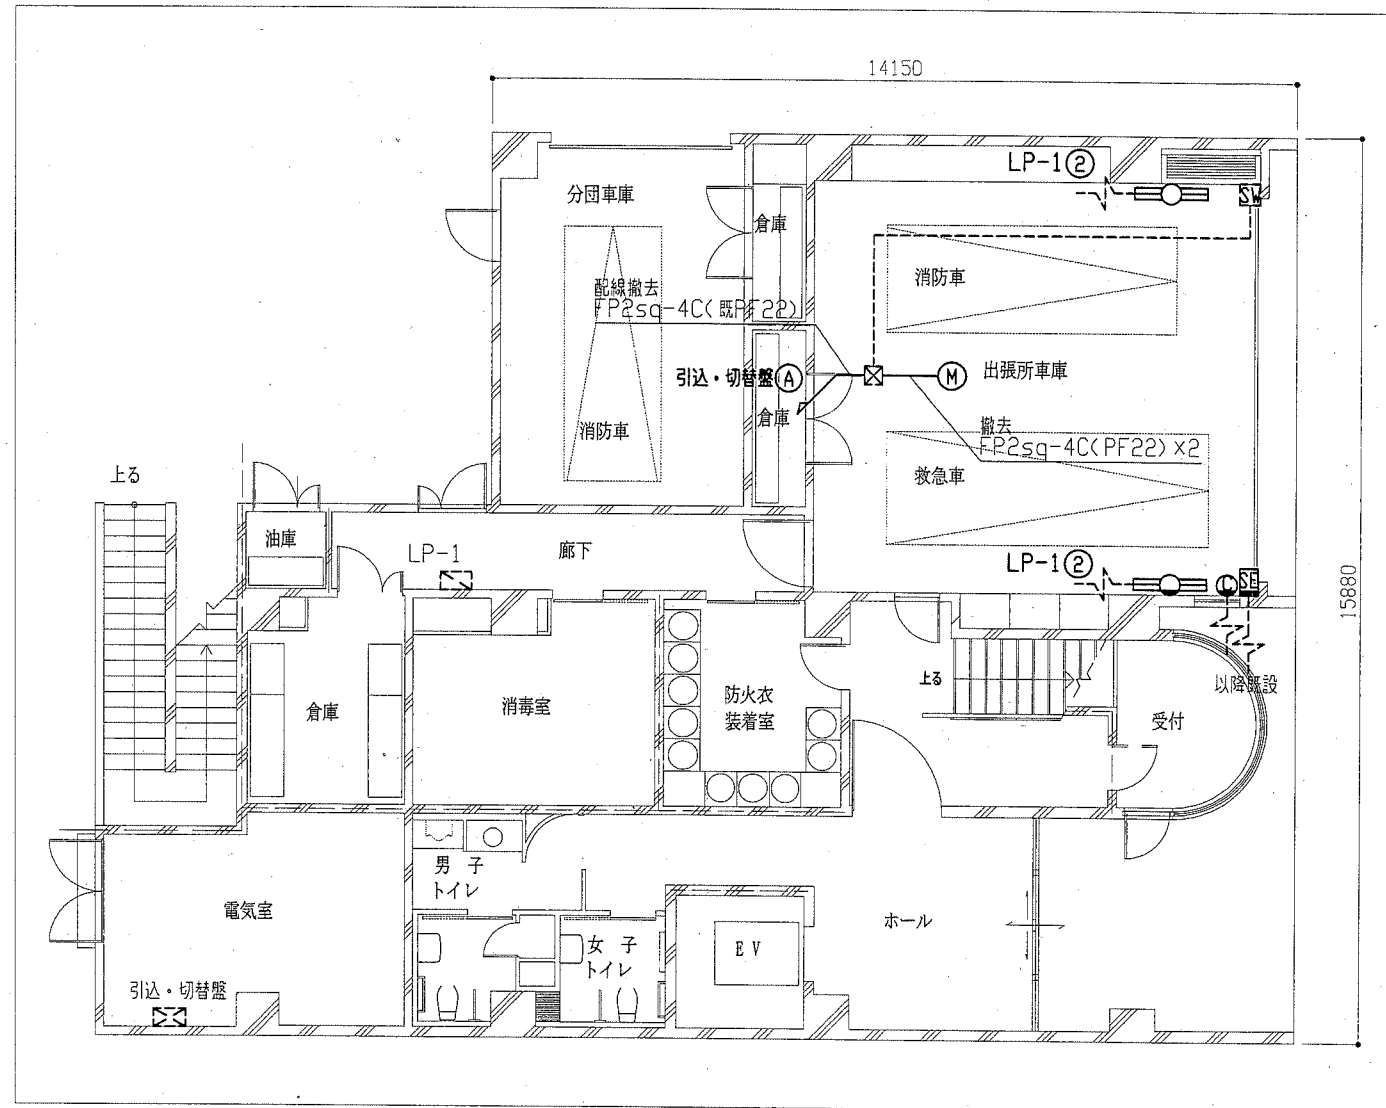 14150
LP-1②
SW
分団車庫
倉庫
消防車
配線撤去
FP2sq-4C(既PF22)
出張所車庫
引込・切替盤Ⓐ
Ⓜ
倉庫
消防車
撤去
FP2sq-4C(PF22)×2
救急車
上る
油庫
廊下
LP-1
LP-1②
SE
15880
以降既設
倉庫
消毒室
防火衣
装着室
上る
受付
男子
トイレ
電気室
ホール
EV
女子
トイレ
引込・切替盤